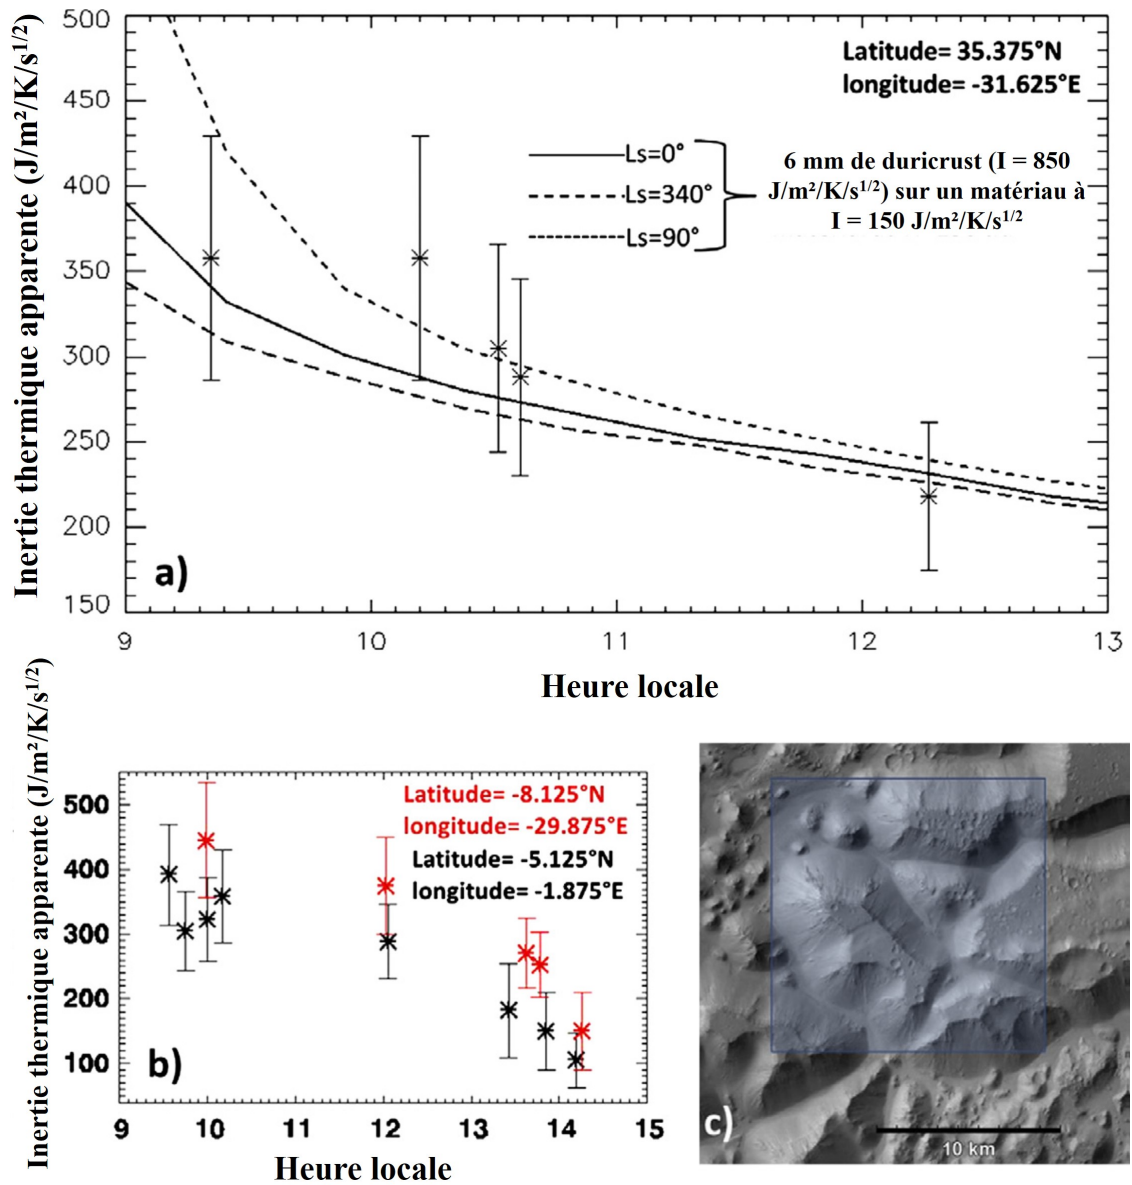 Inertie thermique apparente (J/m²/K/s1/2)
500
450
400
350
300
250
200
150
Latitude= 35.375°N
longitude= -31.625°E
Ls=0°
Ls=340°
Ls=90°
6 mm de duricrust (I = 850
J/m²/K/s1/2) sur un matériau à
I = 150 J/m²/K/s1/2
a)
9 10 11 12 13
Heure locale
Inertie thermique apparente (J/m²/K/s1/2)
500
400
300
200
100
Latitude= -8.125°N
longitude= -29.875°E
Latitude= -5.125°N
longitude= -1.875°E
b)
9 10 11 12 13 14 15
Heure locale
c)
10 km